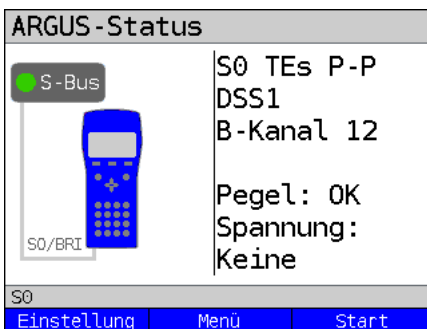 ARGUS-Status
S-Bus
S0/BRI
S0 TEs P-P
DSS1
B-Kanal 12
Pegel: OK
Spannung:
Keine
S0
Einstellung Menü Start